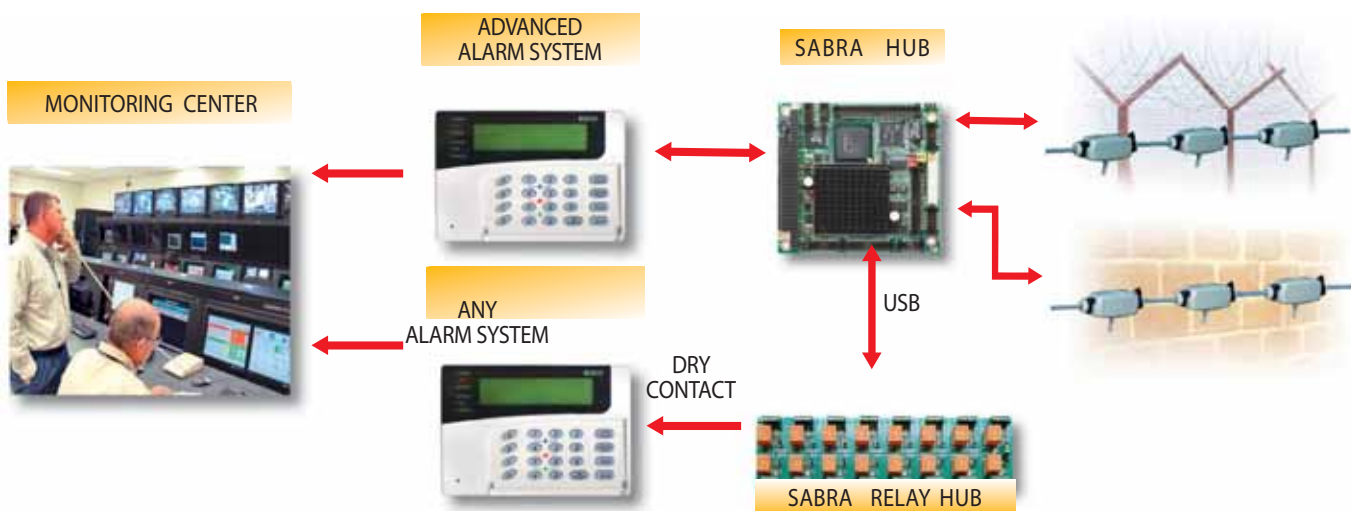 ADVANCED
ALARM SYSTEM
SABRA HUB
MONITORING CENTER
ANY
ALARM SYSTEM
USB
DRY
CONTACT
SABRA RELAY HUB